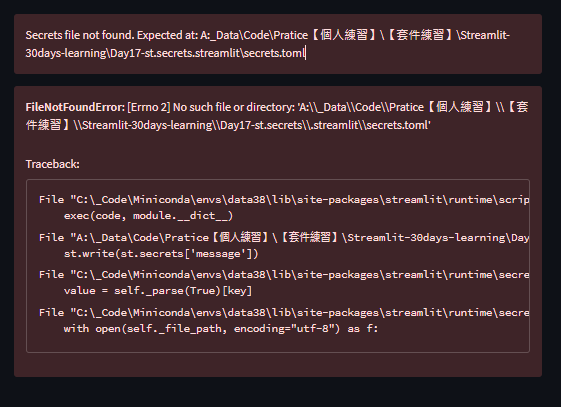 Secrets file not found. Expected at: A:_Data\Code\Pratice【個人練習】\【套件練習】\Streamlit-
30days-learning\Day17-st.secrets.streamlit\secrets.toml
FileNotFoundError: [Errno 2] No such file or directory: 'A:\\_Data\\Code\\Pratice【個人練習】\\【套
件練習】\\Streamlit-30days-learning\\Day17-st.secrets\\.streamlit\\secrets.toml'
Traceback:
File "C:\_Code\Miniconda\envs\data38\lib\site-packages\streamlit\runtime\scrip
exec(code, module.__dict__)
File "A:\_Data\Code\Pratice【個人練習】\【套件練習】\Streamlit-30days-learning\Day
st.write(st.secrets['message'])
File "C:\_Code\Miniconda\envs\data38\lib\site-packages\streamlit\runtime\secre
value = self._parse(True)[key]
File "C:\_Code\Miniconda\envs\data38\lib\site-packages\streamlit\runtime\secre
with open(self._file_path, encoding="utf-8") as f: